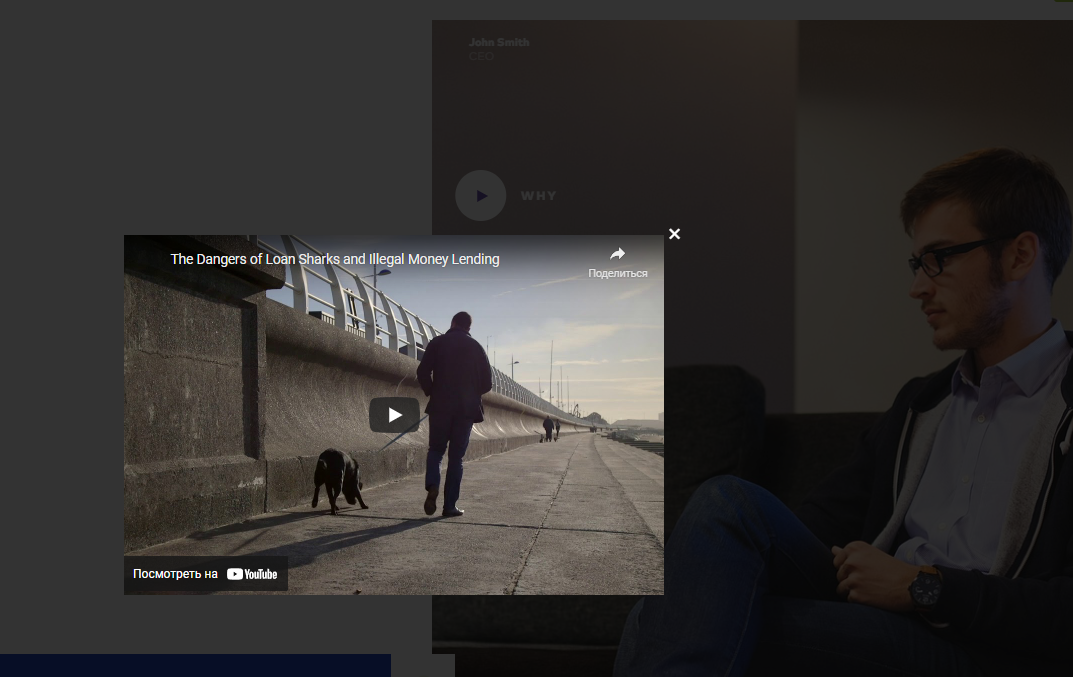 John Smith
CEO
WHY
The Dangers of Loan Sharks and Illegal Money Lending
Поделиться
Посмотреть на YouTube